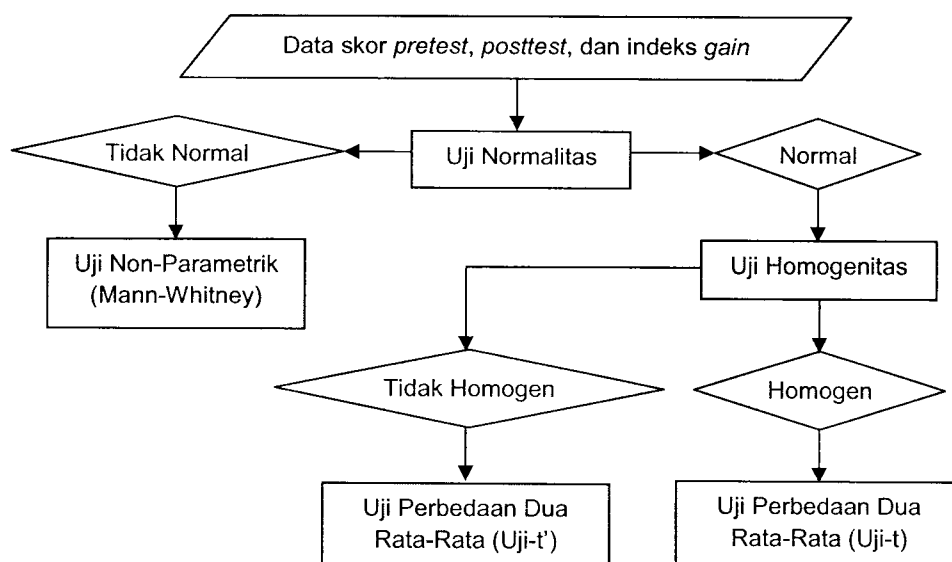 Data skor pretest, posttest, dan indeks gain
Tidak Normal
Uji Normalitas
Normal
Uji Non-Parametrik
(Mann-Whitney)
Uji Homogenitas
Tidak Homogen
Homogen
Uji Perbedaan Dua
Rata-Rata (Uji-t’)
Uji Perbedaan Dua
Rata-Rata (Uji-t)